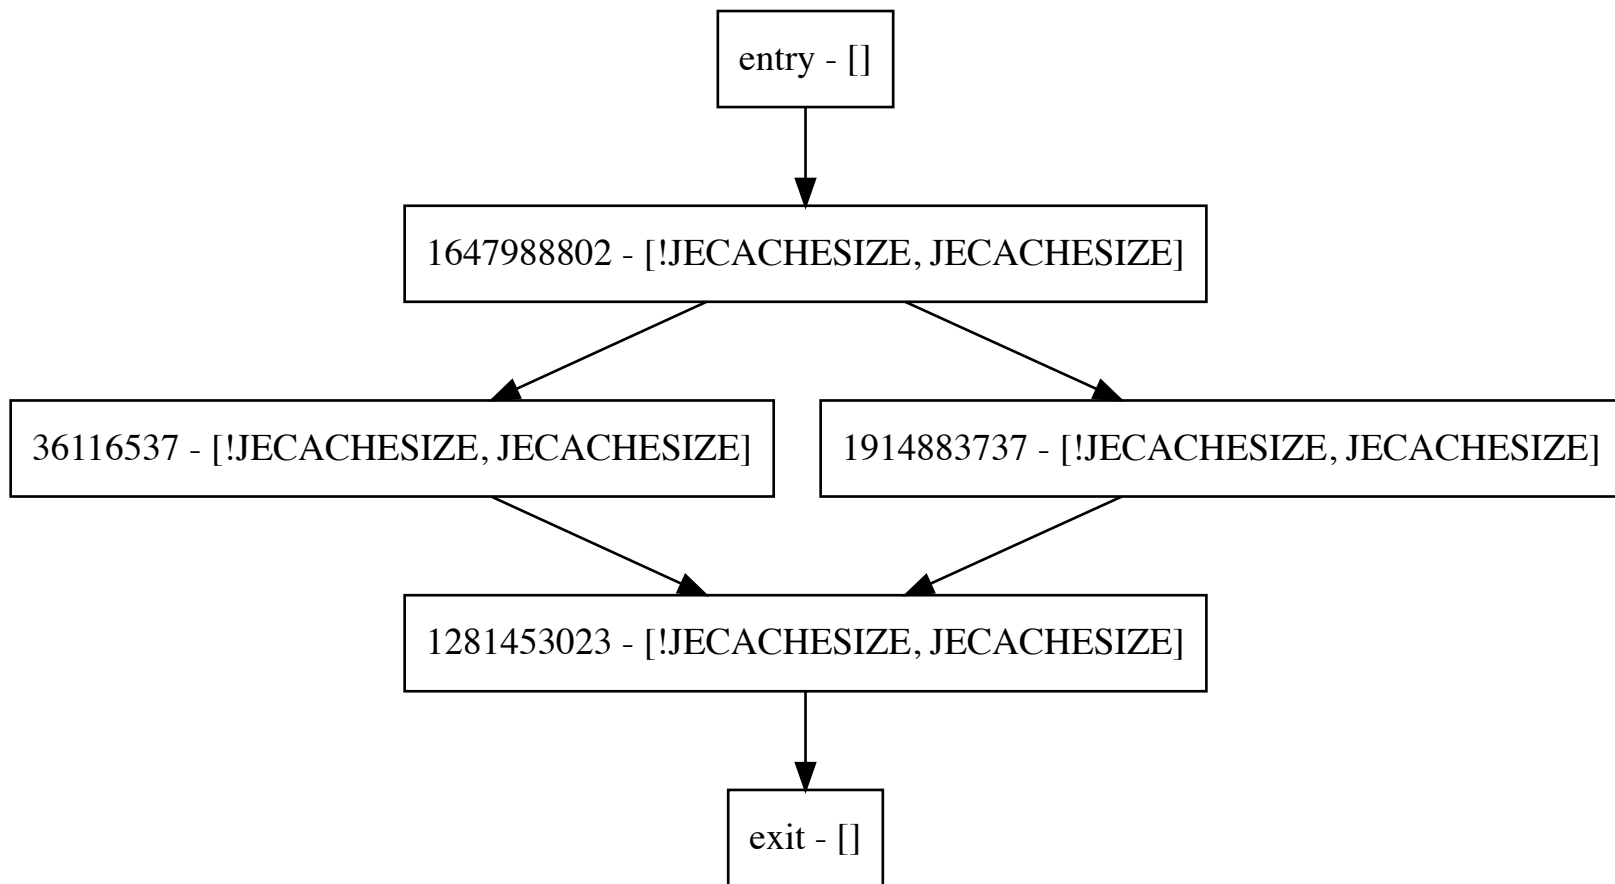 entry - []
1647988802 - [!JECACHESIZE, JECACHESIZE]
36116537 - [!JECACHESIZE, JECACHESIZE]
1914883737 - [!JECACHESIZE, JECACHESIZE]
1281453023 - [!JECACHESIZE, JECACHESIZE]
exit - []